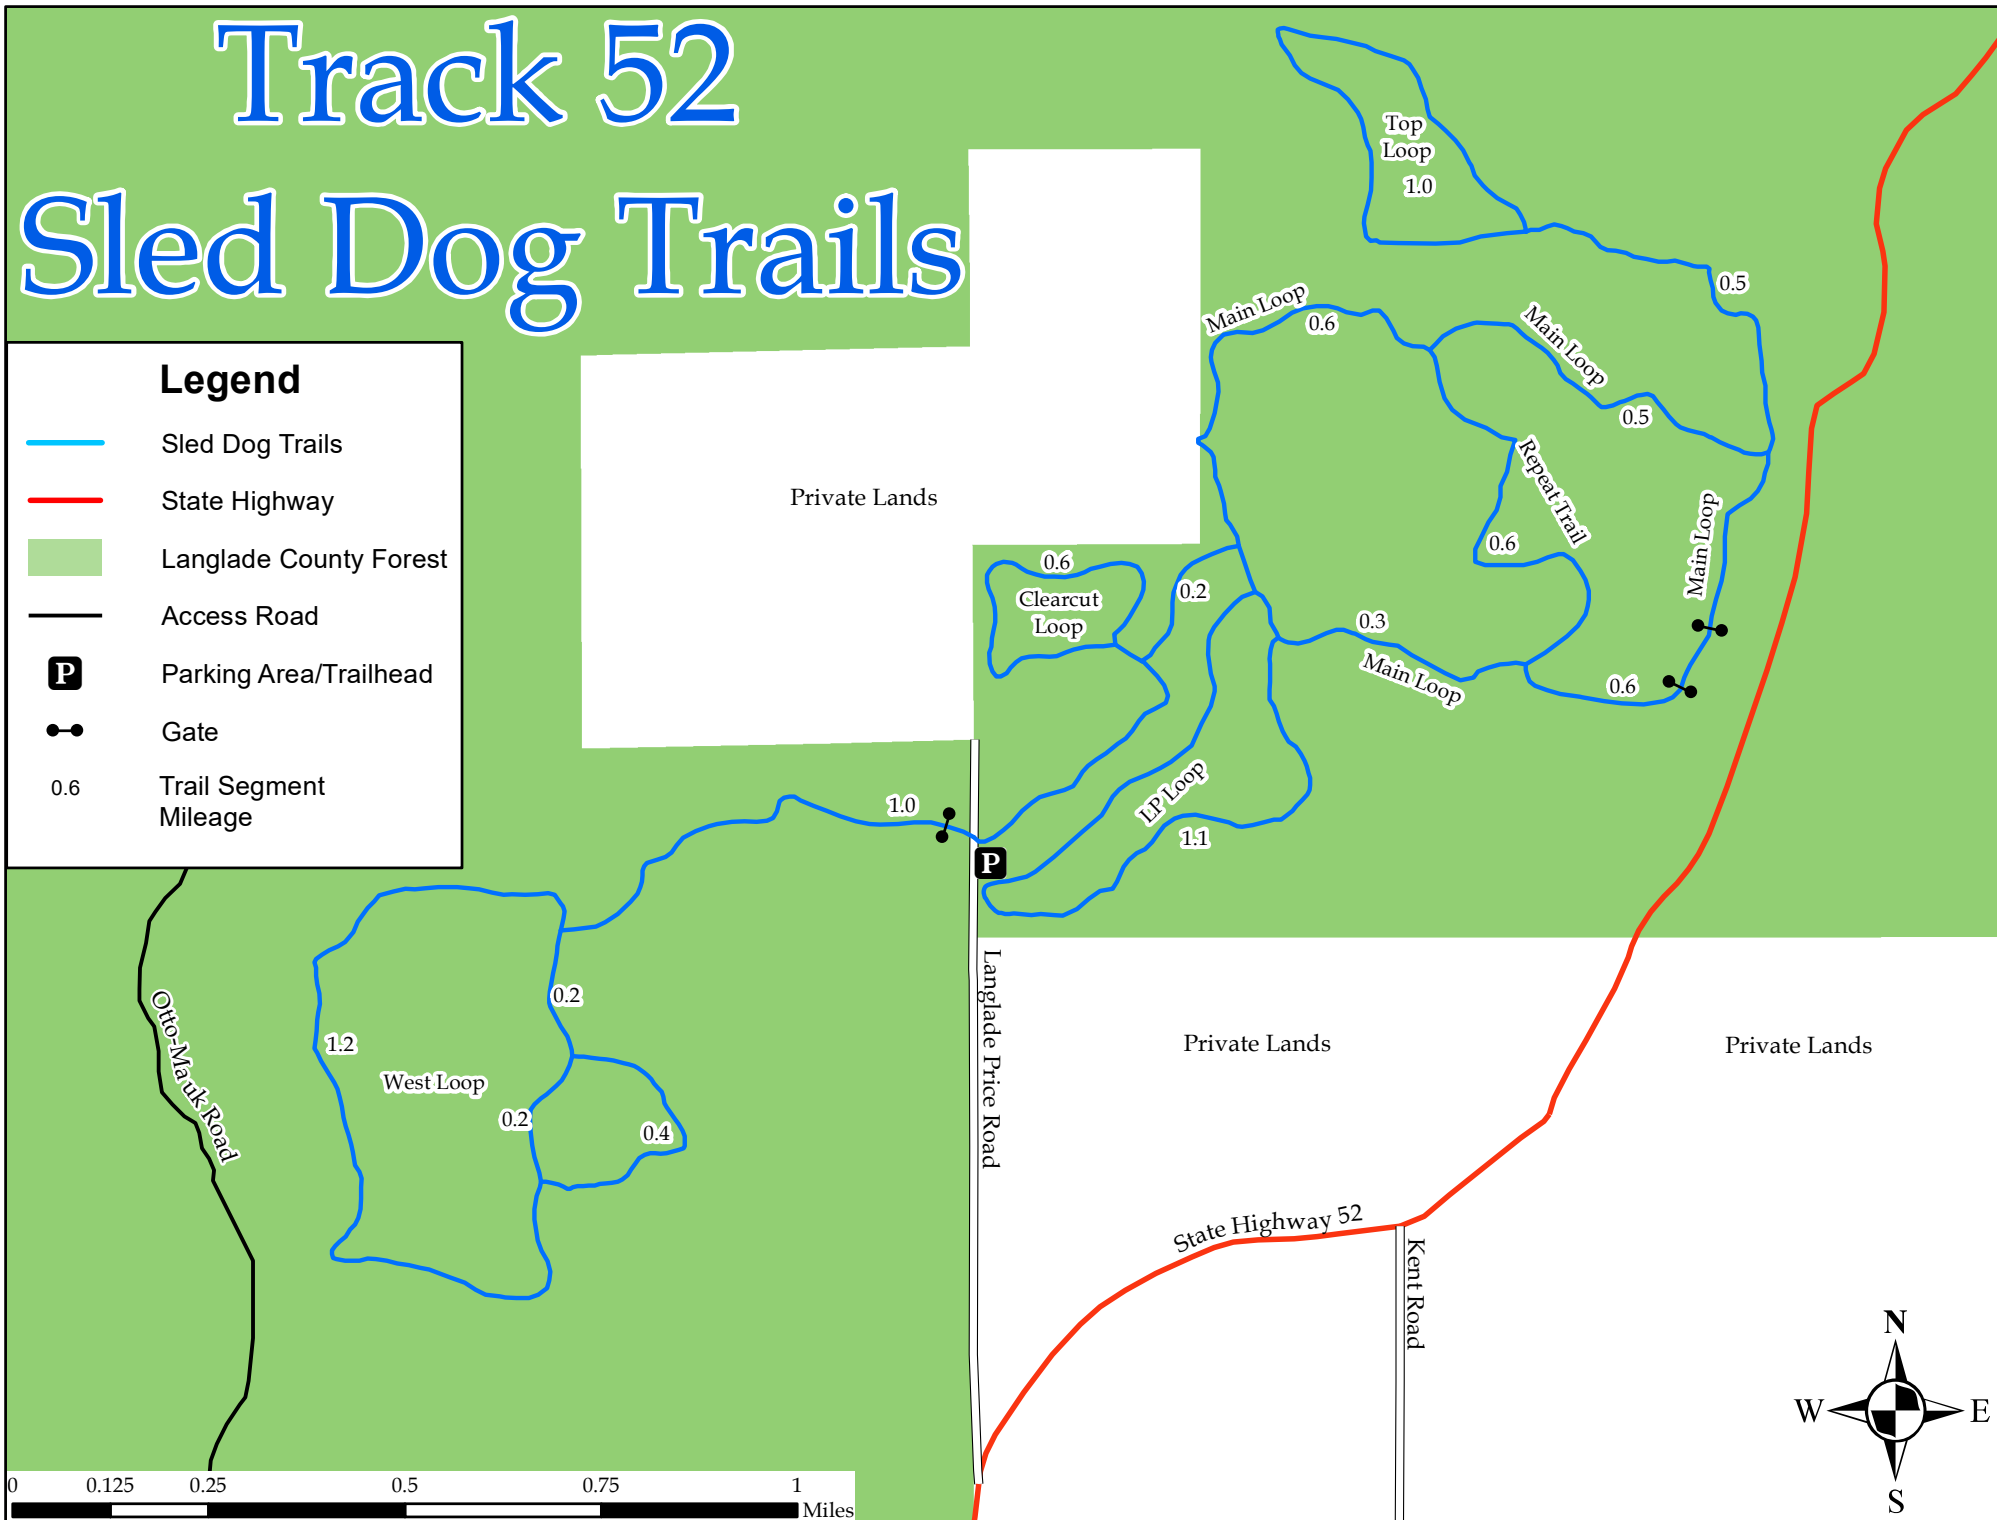 Track 52
Sled Dog Trails
Legend
Sled Dog Trails
State Highway
Langlade County Forest
Access Road
P
Parking Area/Trailhead
Gate
0.6
Trail Segment
Mileage
Top
Loop
1.0
0.5
Main Loop
0.6
Main Loop
0.5
Repeat Trail
0.6
Main Loop
Private Lands
0.6
Clearcut
Loop
0.2
0.3
Main Loop
0.6
LP Loop
1.1
1.0
P
0.2
1.2
West Loop
0.2
0.4
Otto-Mauk Road
Langlade Price Road
Private Lands
Private Lands
State Highway 52
Kent Road
N
W
E
S
0
0.125
0.25
0.5
0.75
1
Miles